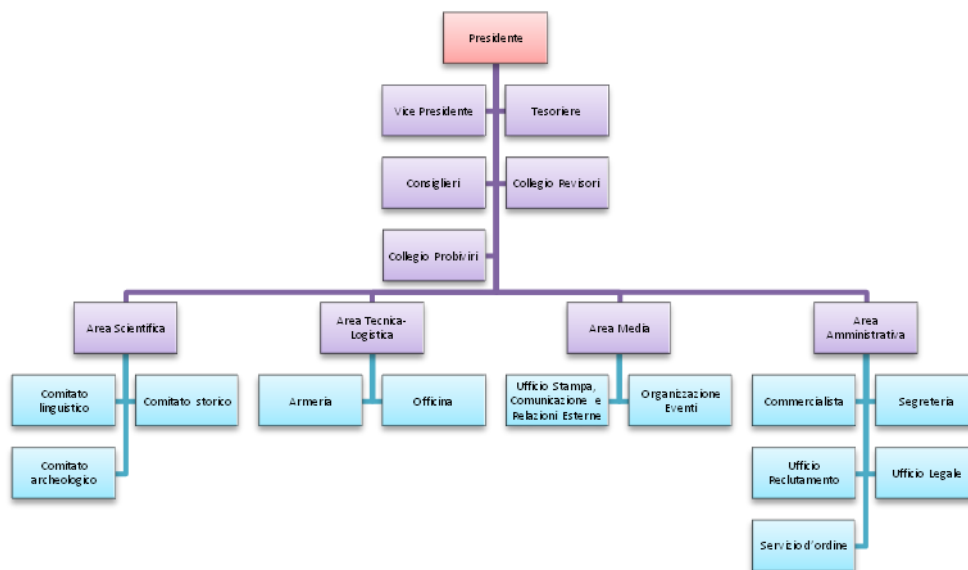 Presidente
Vice Presidente
Tesoriere
Consiglieri
Collegio Revisori
Collegio Probiviri
Area Scientifica
Area Tecnica-
Logistica
Area Media
Area
Amministrativa
Comitato
linguistico
Comitato storico
Armeria
Officina
Ufficio Stampa,
Comunicazione e
Relazioni Esterne
Organizzazione
Eventi
Commercialista
Segreteria
Comitato
archeologico
Ufficio
Reclutamento
Ufficio Legale
Servizio d'ordine